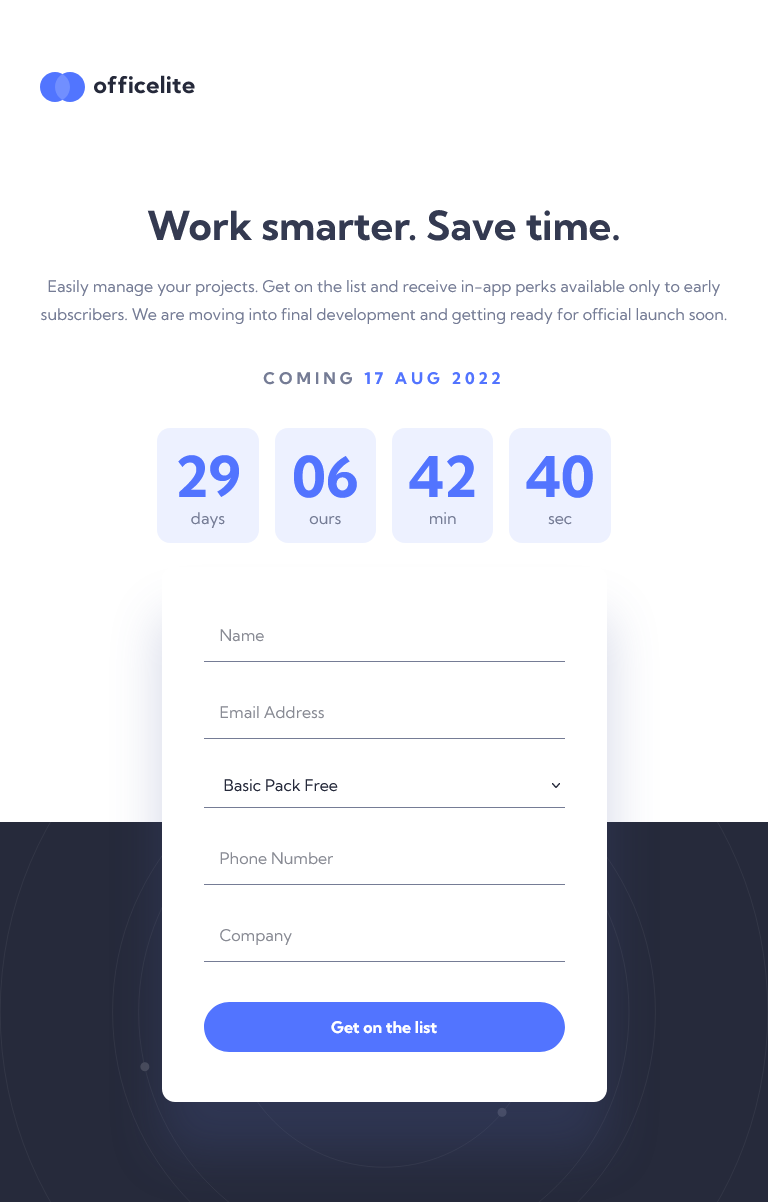 officelite
Work smarter. Save time.
Easily manage your projects. Get on the list and receive in-app perks available only to early
subscribers. We are moving into final development and getting ready for official launch soon.
COMING 17 AUG 2022
29 06 42 40
days ours min sec
Name
Email Address
Basic Pack Free
Phone Number
Company
Get on the list